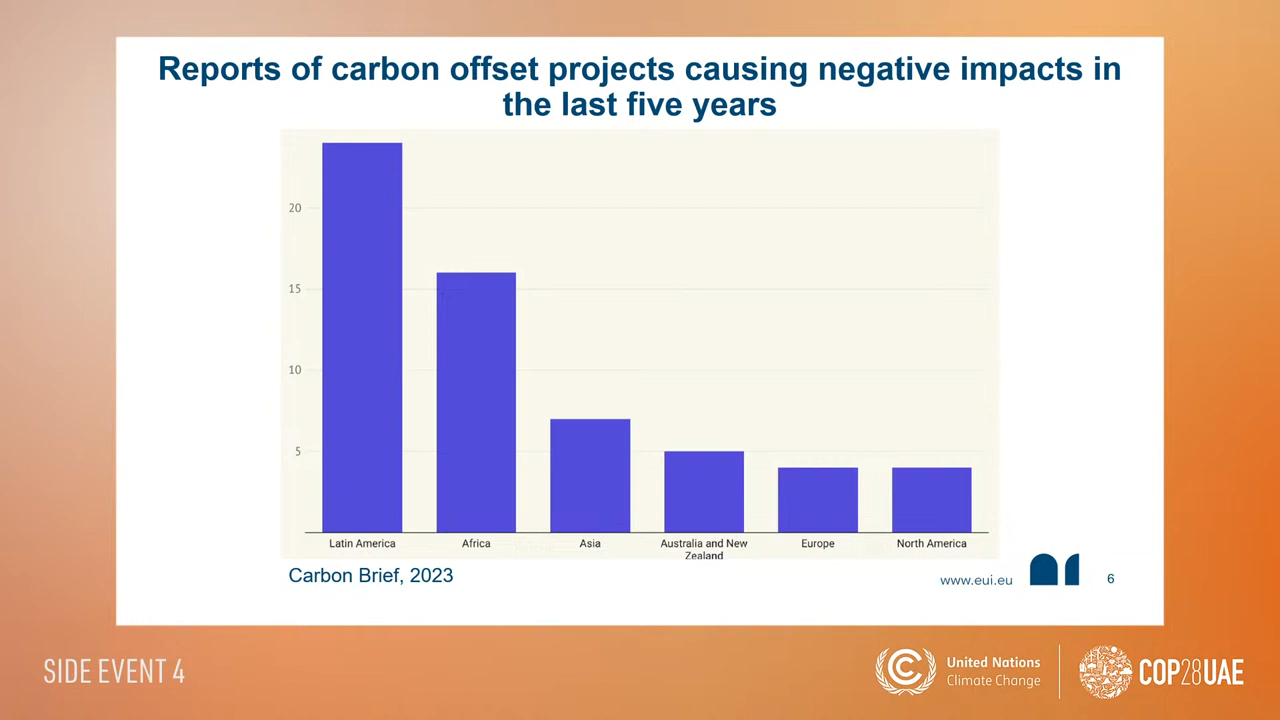 Reports of carbon offset projects causing negative impacts in
the last five years
20
15
10
5
Latin America
Africa
Asia
Australia and New
Zealand
Europe
North America
Carbon Brief, 2023
www.eui.eu
6
SIDE EVENT 4
United Nations
Climate Change
COP28UAE